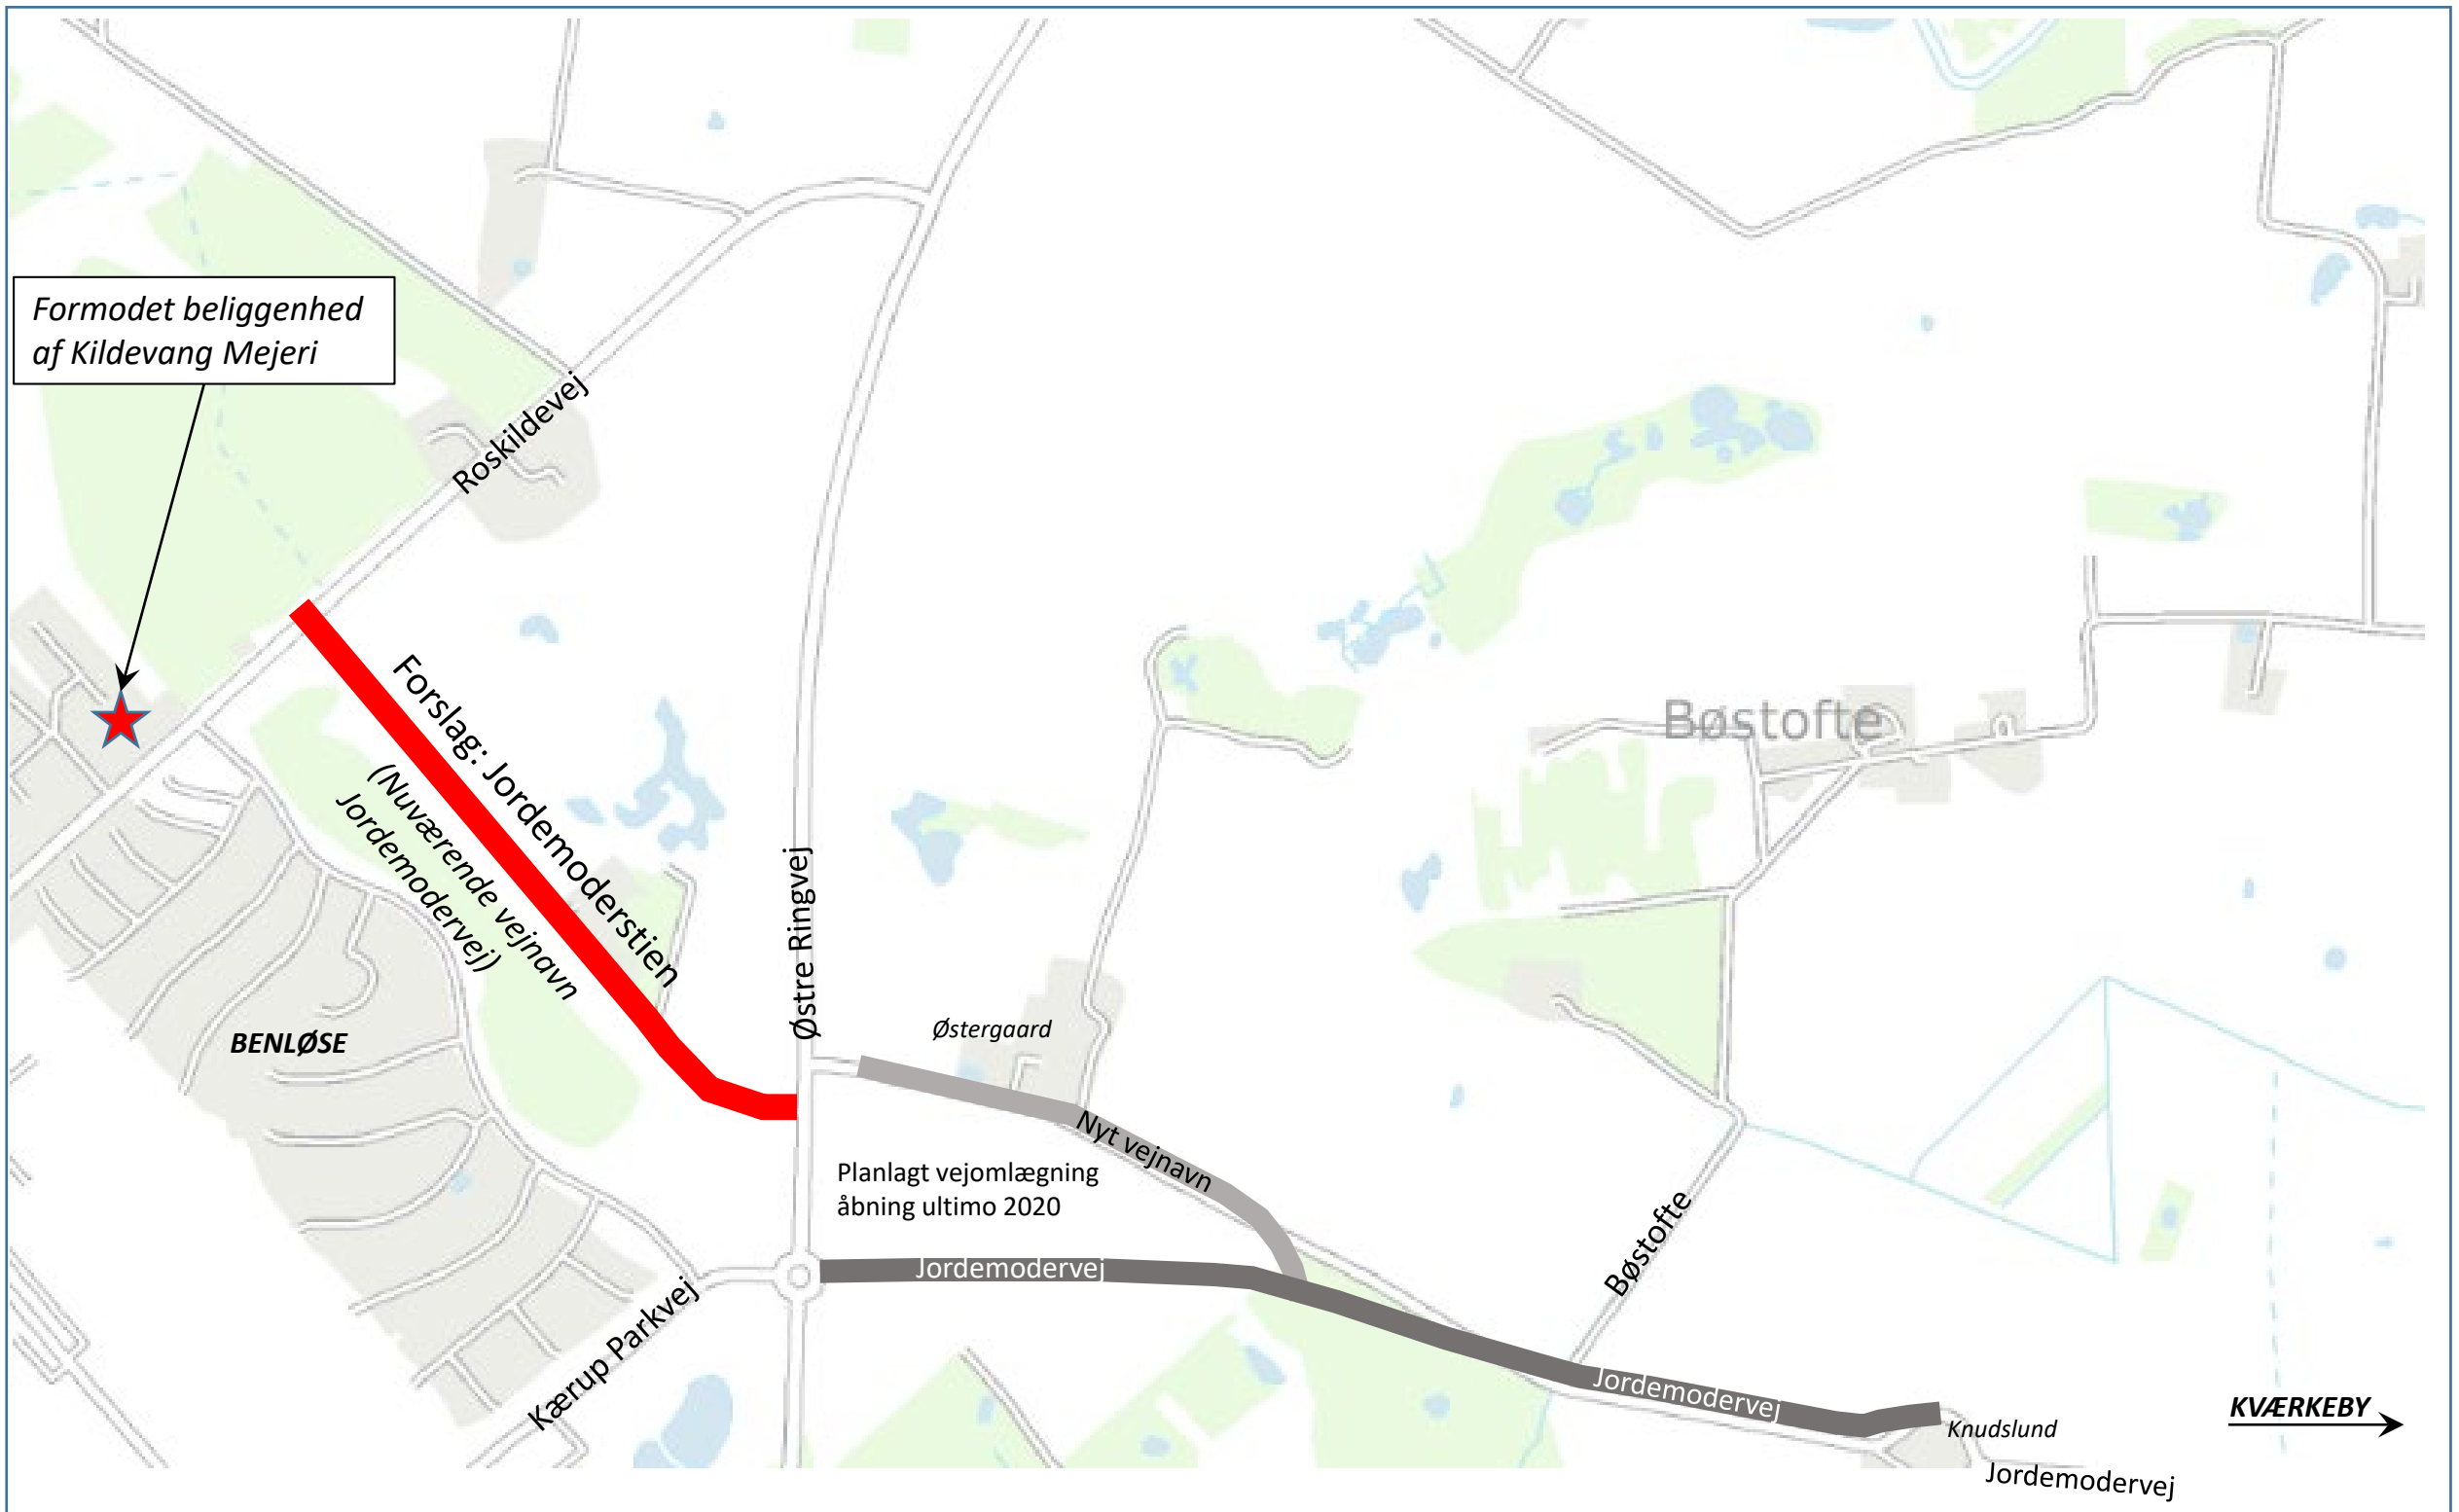 Formodet beliggenhed
af Kildevang Mejeri
Roskildevej
Forslag: Jordemoderstien
(Nuværende vejnavn
Jordemodervej)
Bøstofte
Østre Ringvej
BENLØSE
Østergaard
Nyt vejnavn
Planlagt vejomlægning
åbning ultimo 2020
Bøstofte
Jordemodervej
Kærup Parkvej
Jordemodervej
KVÆRKEBY
Knudslund
Jordemodervej